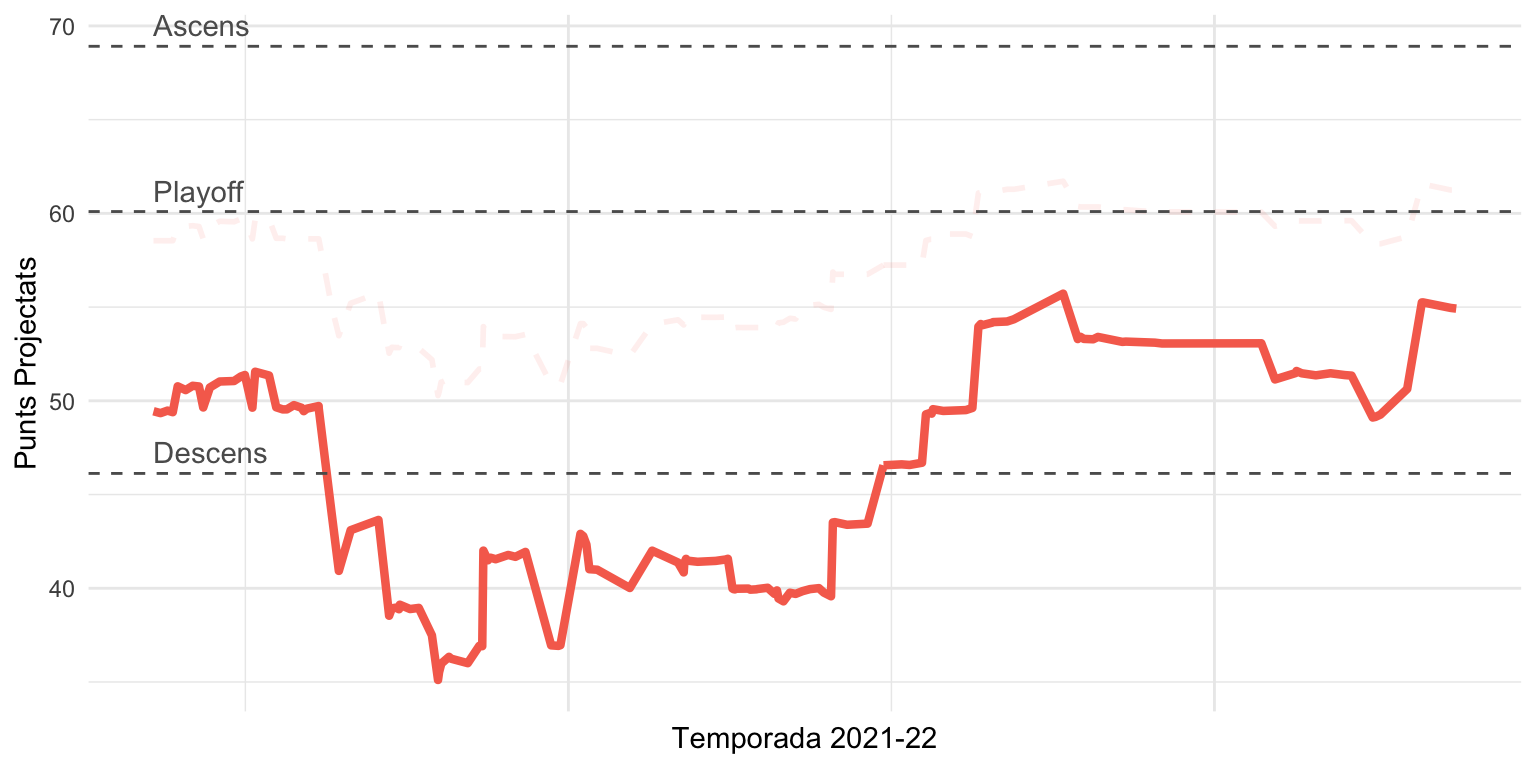 70
Ascens
Playoff
60
Punts Projectats
50
Descens
40
Temporada 2021-22